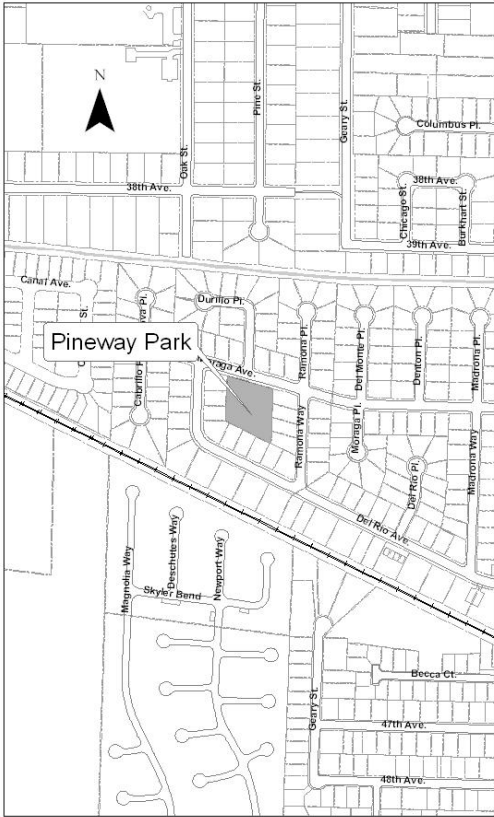 N
Pine St.
Geary St.
Columbus Pl.
Oak St.
38th Ave.
38th Ave.
Chicago St.
Burkhart St.
39th Ave.
Canal Ave.
Durillo Pl.
Pineway Park
Moraga Ave.
Ramona Pl.
Del Monte Pl.
Denton Pl.
Madrona Pl.
Ramona Way
Moraga Pl.
Madrona Way
Del Rio Pl.
Del Rio Ave.
Magnolia Way
Deschutes Way
Newport Way
Skyler Bend
Geary St.
Becca Ct.
47th Ave.
48th Ave.